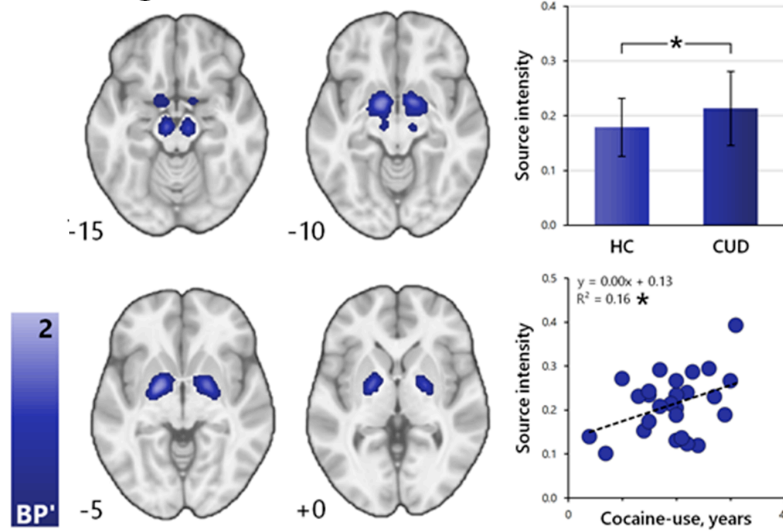 -15
-10
2
BP'
-5
+0
0.4
*
0.3
Source intensity
0.2
0.1
0.0
HC
CUD
0.5
y = 0.00x + 0.13
R² = 0.16 *
0.4
0.3
Source intensity
0.2
0.1
0.0
0
Cocaine-use, years